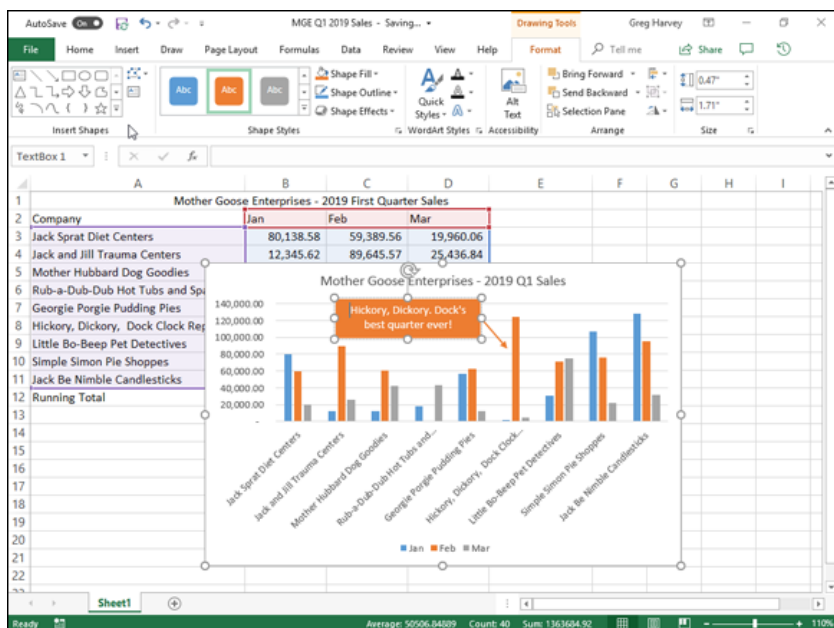 AutoSave On MGE Q1 2019 Sales - Saving... Drawing Tools Greg Harvey
File Home Insert Draw Page Layout Formulas Data Review View Help Format Tell me Share
Abc Abc Abc
Shape Fill
Shape Outline
Shape Effects
Quick
Styles
Alt
Text
Bring Forward
Send Backward
Selection Pane
0.47"
1.71"
Insert Shapes Shape Styles WordArt Styles Accessibility Arrange Size
TextBox 1 fx
A B C D E F G H I
1 Mother Goose Enterprises - 2019 First Quarter Sales
2 Company Jan Feb Mar
3 Jack Sprat Diet Centers 80,138.58 59,389.56 19,960.06
4 Jack and Jill Trauma Centers 12,345.62 89,645.57 25,436.84
5 Mother Hubbard Dog Goodies
6 Rub-a-Dub-Dub Hot Tubs and Spa
7 Georgie Porgie Pudding Pies
8 Hickory, Dickory, Dock Clock Rep
9 Little Bo-Beep Pet Detectives
10 Simple Simon Pie Shoppes
11 Jack Be Nimble Candlesticks
12 Running Total
13
14
15
16
17
18
19
20
21
22
Mother Goose Enterprises - 2019 Q1 Sales
140,000.00
120,000.00
100,000.00
80,000.00
60,000.00
40,000.00
20,000.00
-
Hickory, Dickory. Dock's
best quarter ever!
Jack Sprat Diet Centers
Jack and Jill Trauma Centers
Mother Hubbard Dog Goodies
Rub-a-Dub-Dub Hot Tubs and...
Georgie Porgie Pudding Pies
Hickory, Dickory, Dock Clock...
Little Bo-Beep Pet Detectives
Simple Simon Pie Shoppes
Jack Be Nimble Candlesticks
Jan Feb Mar
Sheet1
Ready Average: 50506.84889 Count: 40 Sum: 1363684.92 110%